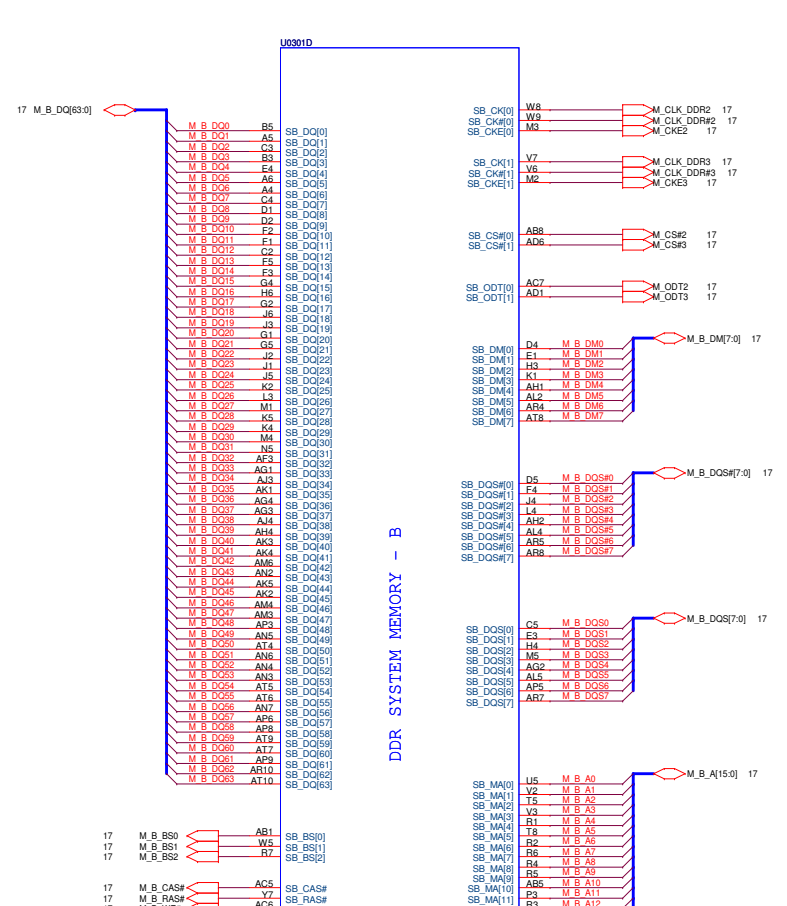 U0301D
17 M_B_DQ[63:0]
M_B_DQ0 B5 SB_DQ[0]
M_B_DQ1 A5 SB_DQ[1]
M_B_DQ2 C3 SB_DQ[2]
M_B_DQ3 B3 SB_DQ[3]
M_B_DQ4 E4 SB_DQ[4]
M_B_DQ5 A6 SB_DQ[5]
M_B_DQ6 A4 SB_DQ[6]
M_B_DQ7 C4 SB_DQ[7]
M_B_DQ8 D1 SB_DQ[8]
M_B_DQ9 D2 SB_DQ[9]
M_B_DQ10 F2 SB_DQ[10]
M_B_DQ11 F1 SB_DQ[11]
M_B_DQ12 C2 SB_DQ[12]
M_B_DQ13 F5 SB_DQ[13]
M_B_DQ14 F3 SB_DQ[14]
M_B_DQ15 G4 SB_DQ[15]
M_B_DQ16 H6 SB_DQ[16]
M_B_DQ17 G2 SB_DQ[17]
M_B_DQ18 J6 SB_DQ[18]
M_B_DQ19 J3 SB_DQ[19]
M_B_DQ20 G1 SB_DQ[20]
M_B_DQ21 G5 SB_DQ[21]
M_B_DQ22 J2 SB_DQ[22]
M_B_DQ23 J1 SB_DQ[23]
M_B_DQ24 J5 SB_DQ[24]
M_B_DQ25 K2 SB_DQ[25]
M_B_DQ26 L3 SB_DQ[26]
M_B_DQ27 M1 SB_DQ[27]
M_B_DQ28 K5 SB_DQ[28]
M_B_DQ29 K4 SB_DQ[29]
M_B_DQ30 M4 SB_DQ[30]
M_B_DQ31 N5 SB_DQ[31]
M_B_DQ32 AF3 SB_DQ[32]
M_B_DQ33 AG1 SB_DQ[33]
M_B_DQ34 AJ3 SB_DQ[34]
M_B_DQ35 AK1 SB_DQ[35]
M_B_DQ36 AG4 SB_DQ[36]
M_B_DQ37 AG3 SB_DQ[37]
M_B_DQ38 AJ4 SB_DQ[38]
M_B_DQ39 AH4 SB_DQ[39]
M_B_DQ40 AK3 SB_DQ[40]
M_B_DQ41 AK4 SB_DQ[41]
M_B_DQ42 AM6 SB_DQ[42]
M_B_DQ43 AN2 SB_DQ[43]
M_B_DQ44 AK5 SB_DQ[44]
M_B_DQ45 AK2 SB_DQ[45]
M_B_DQ46 AM4 SB_DQ[46]
M_B_DQ47 AM3 SB_DQ[47]
M_B_DQ48 AP3 SB_DQ[48]
M_B_DQ49 AN5 SB_DQ[49]
M_B_DQ50 AT4 SB_DQ[50]
M_B_DQ51 AN6 SB_DQ[51]
M_B_DQ52 AN4 SB_DQ[52]
M_B_DQ53 AN3 SB_DQ[53]
M_B_DQ54 AT5 SB_DQ[54]
M_B_DQ55 AT6 SB_DQ[55]
M_B_DQ56 AN7 SB_DQ[56]
M_B_DQ57 AP6 SB_DQ[57]
M_B_DQ58 AP8 SB_DQ[58]
M_B_DQ59 AT9 SB_DQ[59]
M_B_DQ60 AT7 SB_DQ[60]
M_B_DQ61 AP9 SB_DQ[61]
M_B_DQ62 AR10 SB_DQ[62]
M_B_DQ63 AT10 SB_DQ[63]
17 M_B_BS0 AB1 SB_BS[0]
17 M_B_BS1 W5 SB_BS[1]
17 M_B_BS2 R7 SB_BS[2]
17 M_B_CAS# AC5 SB_CAS#
17 M_B_RAS# Y7 SB_RAS#
AC6
DDR SYSTEM MEMORY - B
SB_CK[0] W8 M_CLK_DDR2 17
SB_CK#[0] W9 M_CLK_DDR#2 17
SB_CKE[0] M3 M_CKE2 17
SB_CK[1] V7 M_CLK_DDR3 17
SB_CK#[1] V6 M_CLK_DDR#3 17
SB_CKE[1] M2 M_CKE3 17
SB_CS#[0] AB8 M_CS#2 17
SB_CS#[1] AD6 M_CS#3 17
SB_ODT[0] AC7 M_ODT2 17
SB_ODT[1] AD1 M_ODT3 17
M_B_DM[7:0] 17
SB_DM[0] D4 M_B_DM0
SB_DM[1] E1 M_B_DM1
SB_DM[2] H3 M_B_DM2
SB_DM[3] K1 M_B_DM3
SB_DM[4] AH1 M_B_DM4
SB_DM[5] AL2 M_B_DM5
SB_DM[6] AR4 M_B_DM6
SB_DM[7] AT8 M_B_DM7
M_B_DQS#[7:0] 17
SB_DQS#[0] D5 M_B_DQS#0
SB_DQS#[1] F4 M_B_DQS#1
SB_DQS#[2] J4 M_B_DQS#2
SB_DQS#[3] L4 M_B_DQS#3
SB_DQS#[4] AH2 M_B_DQS#4
SB_DQS#[5] AL4 M_B_DQS#5
SB_DQS#[6] AR5 M_B_DQS#6
SB_DQS#[7] AR8 M_B_DQS#7
M_B_DQS[7:0] 17
SB_DQS[0] C5 M_B_DQS0
SB_DQS[1] E3 M_B_DQS1
SB_DQS[2] H4 M_B_DQS2
SB_DQS[3] M5 M_B_DQS3
SB_DQS[4] AG2 M_B_DQS4
SB_DQS[5] AL5 M_B_DQS5
SB_DQS[6] AP5 M_B_DQS6
SB_DQS[7] AR7 M_B_DQS7
M_B_A[15:0] 17
SB_MA[0] U5 M_B_A0
SB_MA[1] V2 M_B_A1
SB_MA[2] T5 M_B_A2
SB_MA[3] V3 M_B_A3
SB_MA[4] R1 M_B_A4
SB_MA[5] T8 M_B_A5
SB_MA[6] R2 M_B_A6
SB_MA[7] R6 M_B_A7
SB_MA[8] R4 M_B_A8
SB_MA[9] R5 M_B_A9
SB_MA[10] AB5 M_B_A10
SB_MA[11] P3 M_B_A11
R3 M_B_A12